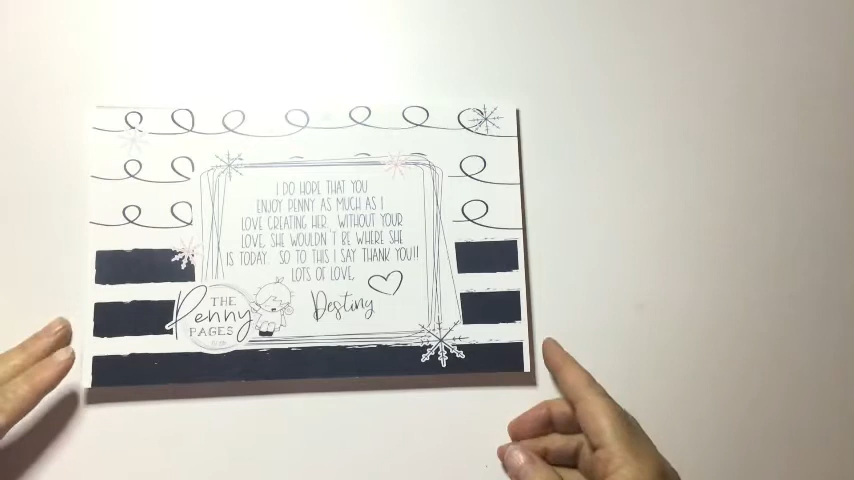 I DO HOPE THAT YOU
ENJOY PENNY AS MUCH AS I
LOVE CREATING HER. WITHOUT YOUR
LOVE, SHE WOULDN'T BE WHERE SHE
IS TODAY. SO TO THIS I SAY THANK YOU!!
LOTS OF LOVE,
Destiny
THE
Penny
PAGES